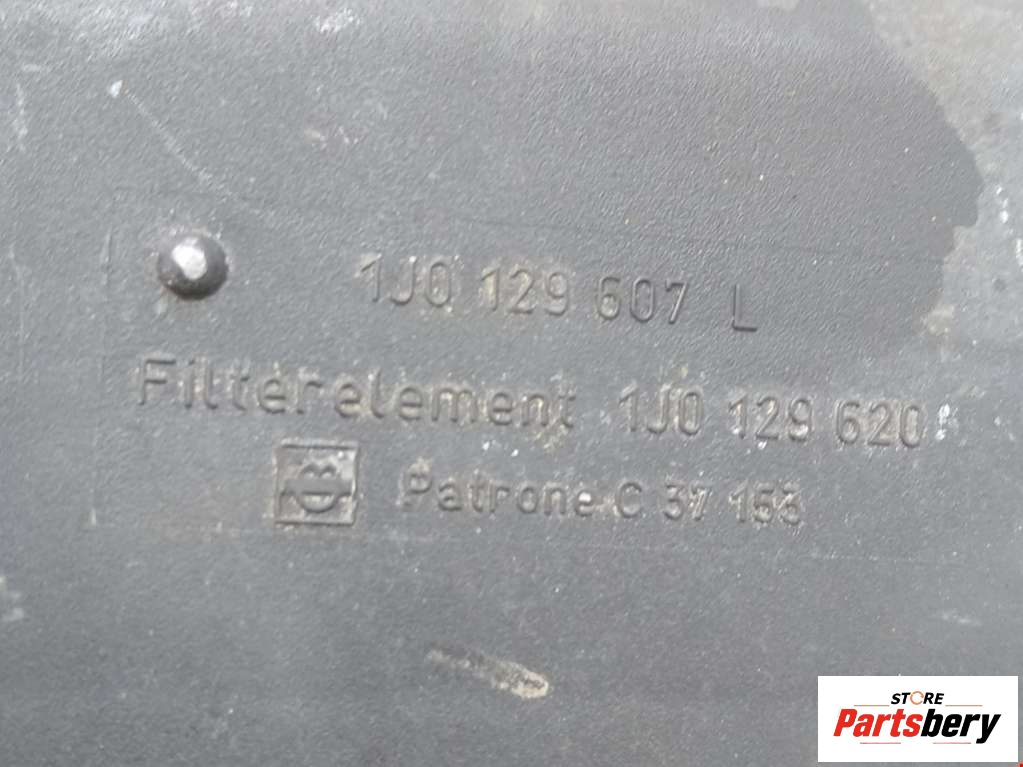 1J0 129 607 L
Filterelement 1J0 129 620
Patrone C 37 153
STORE
Partsbery